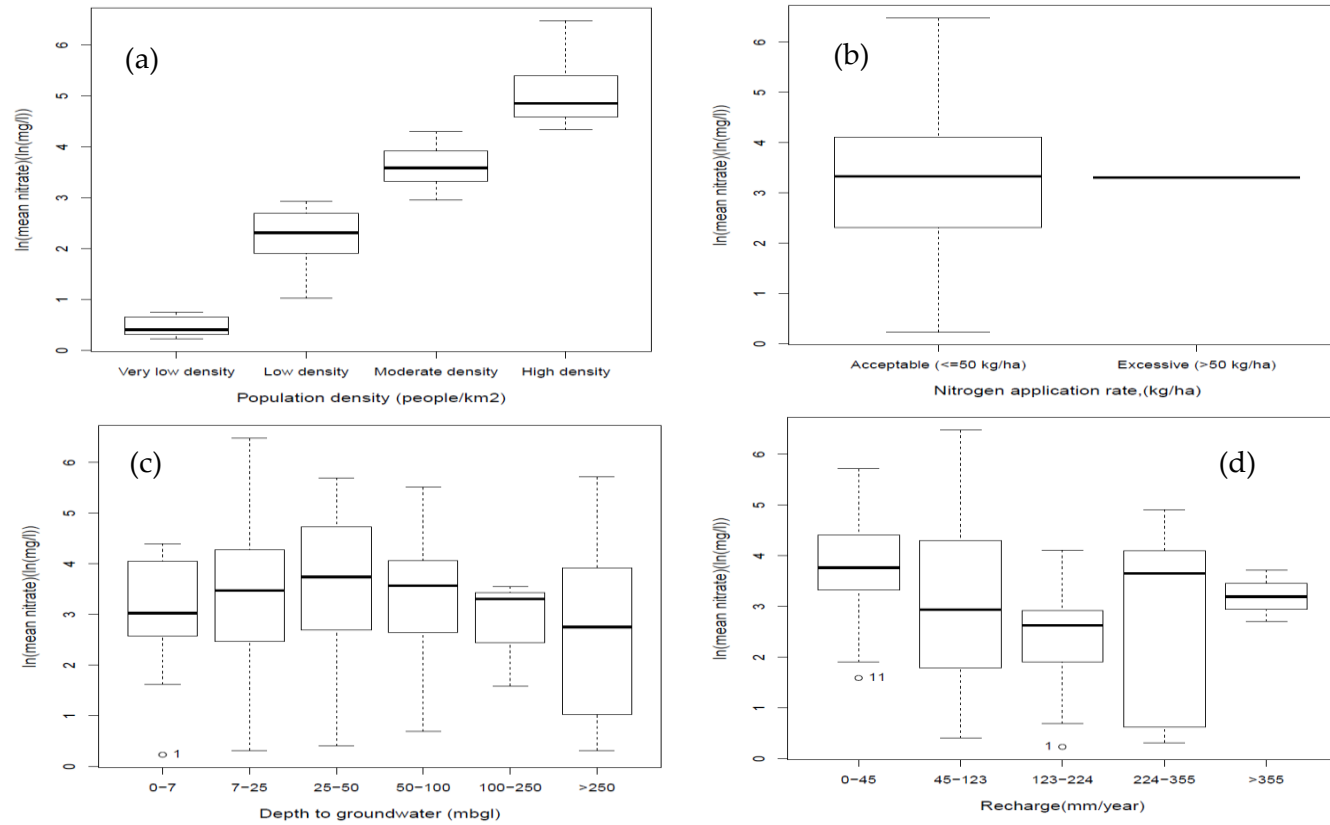 (a)
ln(mean nitrate)(ln(mg/l))
6
5
4
3
2
1
0
Very low density Low density Moderate density High density
Population density (people/km2)
(b)
ln(mean nitrate)(ln(mg/l))
6
5
4
3
2
1
0
Acceptable (<=50 kg/ha) Excessive (>50 kg/ha)
Nitrogen application rate,(kg/ha)
(c)
ln(mean nitrate)(ln(mg/l))
6
5
4
3
2
1
0
1
0-7 7-25 25-50 50-100 100-250 >250
Depth to groundwater (mbgl)
(d)
ln(mean nitrate)(ln(mg/l))
6
5
4
3
2
1
0
11
1
0-45 45-123 123-224 224-355 >355
Recharge(mm/year)